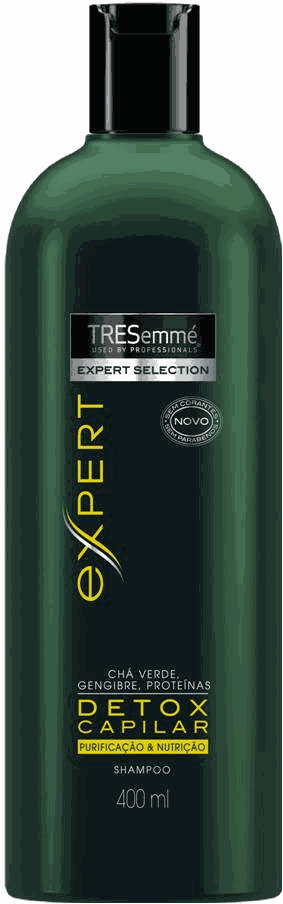 TRESemmé
USED BY PROFESSIONALS
EXPERT SELECTION
SEM CORANTES
NOVO
SEM PARABENOS
EXPERT
CHÁ VERDE,
GENGIBRE, PROTEÍNAS
DETOX
CAPILAR
PURIFICAÇÃO & NUTRIÇÃO
SHAMPOO
400 ml